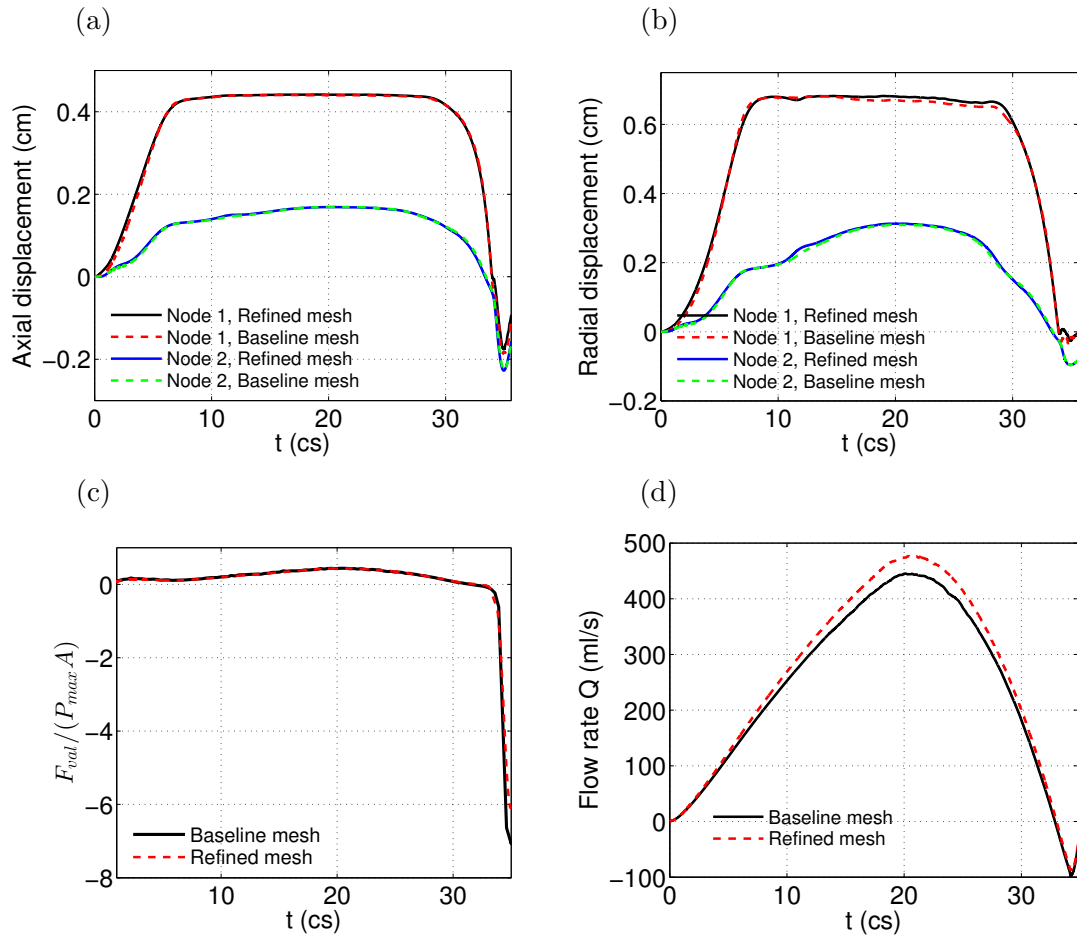 (a)
Axial displacement (cm)
0.4
0.2
0
−0.2
Node 1, Refined mesh
Node 1, Baseline mesh
Node 2, Refined mesh
Node 2, Baseline mesh
0 10 20 30
t (cs)
(b)
Radial displacement (cm)
0.6
0.4
0.2
0
−0.2
Node 1, Refined mesh
Node 1, Baseline mesh
Node 2, Refined mesh
Node 2, Baseline mesh
0 10 20 30
t (cs)
(c)
F_{val}/(P_{max} A)
0
−2
−4
−6
−8
Baseline mesh
Refined mesh
10 20 30
t (cs)
(d)
Flow rate Q (ml/s)
500
400
300
200
100
0
−100
Baseline mesh
Refined mesh
0 10 20 30
t (cs)